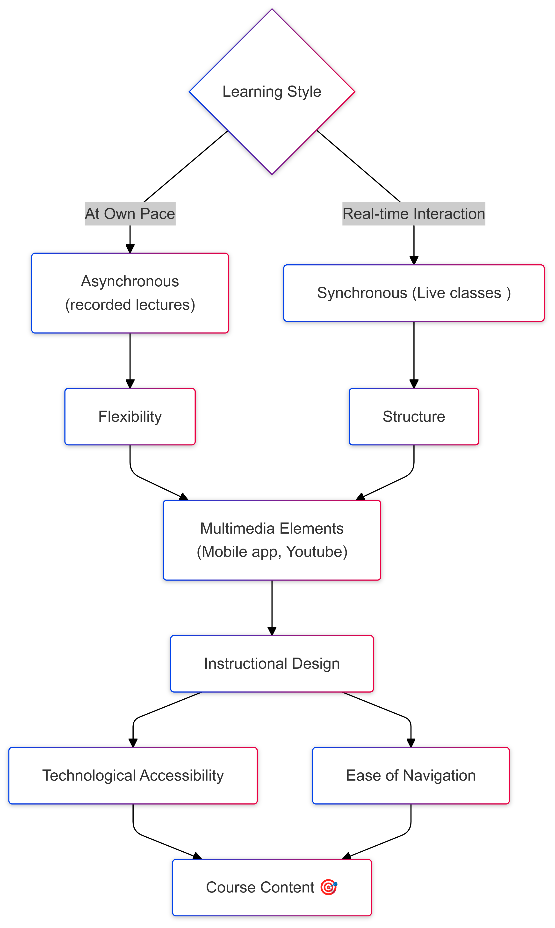 Learning Style
At Own Pace
Real-time Interaction
Asynchronous
(recorded lectures)
Synchronous (Live classes )
Flexibility
Structure
Multimedia Elements
(Mobile app, Youtube)
Instructional Design
Technological Accessibility
Ease of Navigation
Course Content 🎯